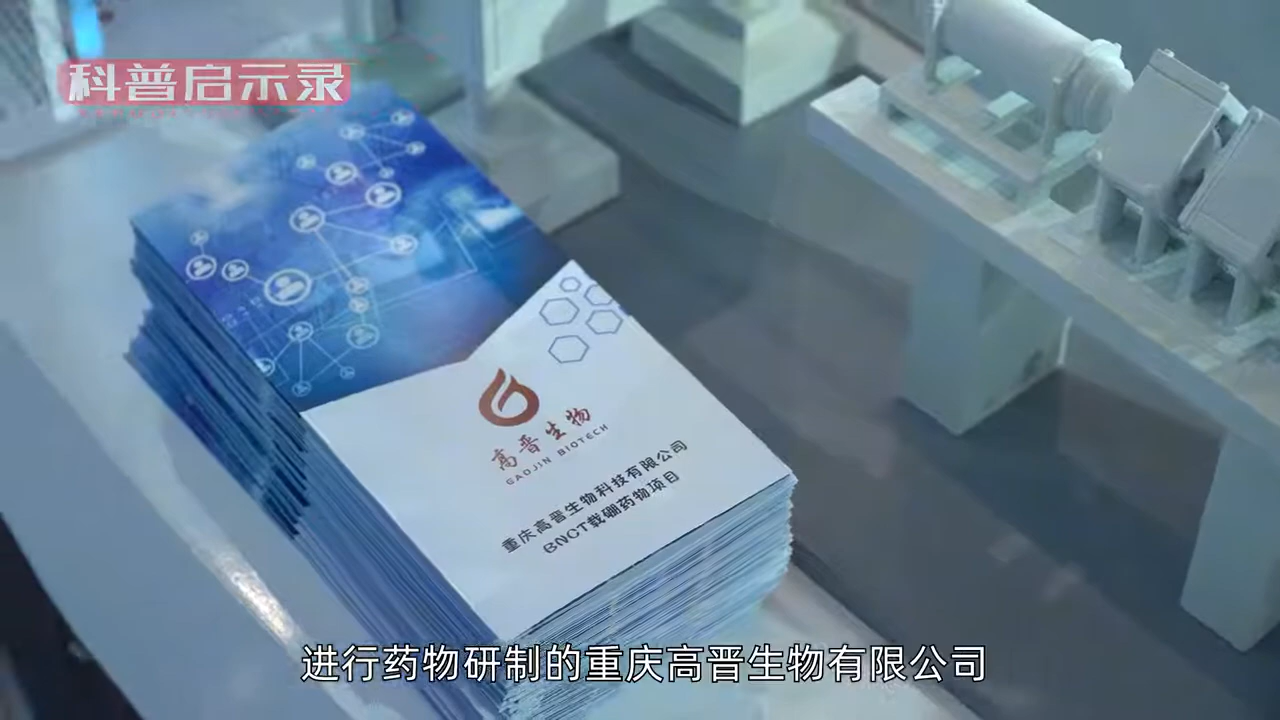 科普启示录
高晋生物
GAOJIN BIOTECH
重庆高晋生物科技有限公司
BNCT载硼药物项目
进行药物研制的重庆高晋生物有限公司